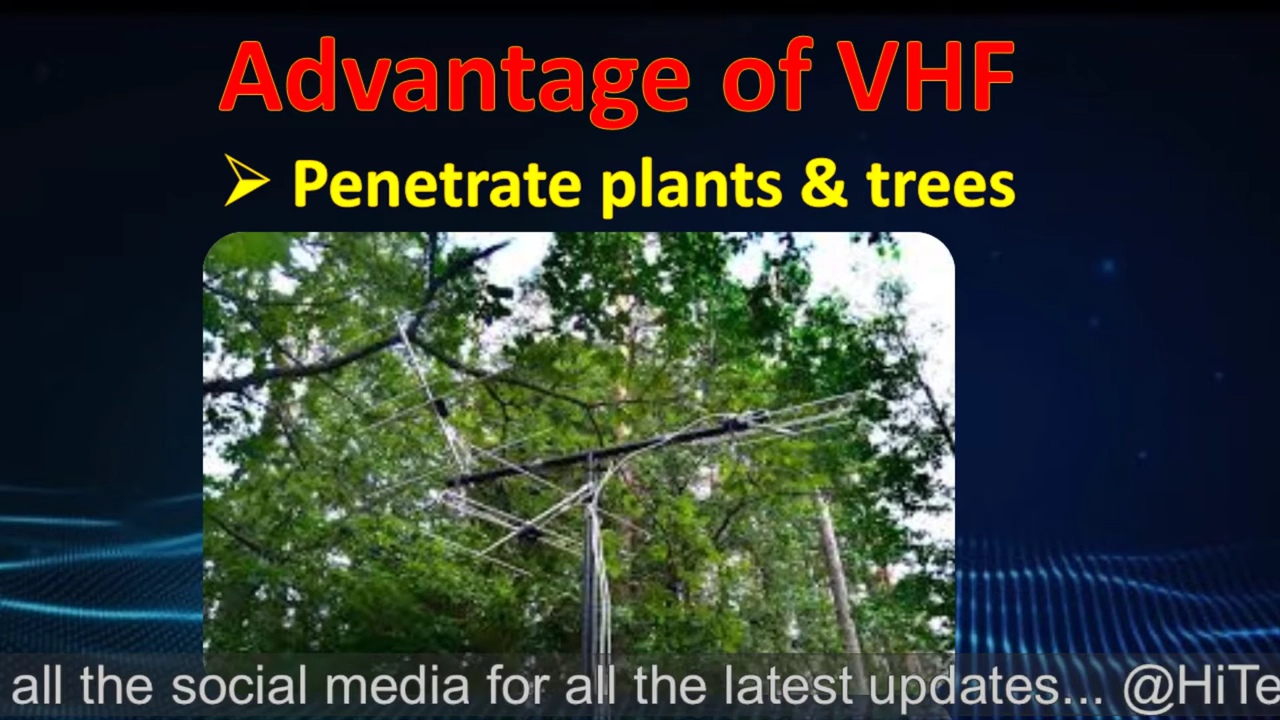 Advantage of VHF
➢ Penetrate plants & trees
all the social media for all the latest updates... @HiTe